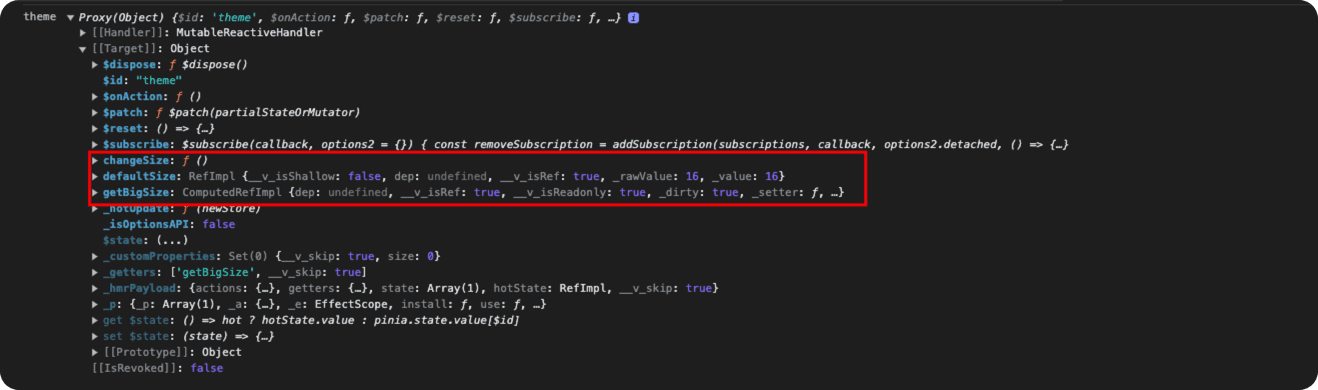 theme ▼ Proxy(Object) {$id: 'theme', $onAction: ƒ, $patch: ƒ, $reset: ƒ, $subscribe: ƒ, …} i
▶ [[Handler]]: MutableReactiveHandler
▼ [[Target]]: Object
▶ $dispose: ƒ $dispose()
$id: "theme"
▶ $onAction: ƒ ()
▶ $patch: ƒ $patch(partialStateOrMutator)
▶ $reset: () => {…}
▶ $subscribe: $subscribe(callback, options2 = {}) { const removeSubscription = addSubscription(subscriptions, callback, options2.detached, () => {…}
▶ changeSize: ƒ ()
▶ defaultSize: RefImpl {__v_isShallow: false, dep: undefined, __v_isRef: true, _rawValue: 16, _value: 16}
▶ getBigSize: ComputedRefImpl {dep: undefined, __v_isRef: true, __v_isReadonly: true, _dirty: true, _setter: ƒ, …}
▶ _hotUpdate: ƒ (newStore)
_isOptionsAPI: false
$state: (...)
▶ _customProperties: Set(0) {__v_skip: true, size: 0}
▶ _getters: ['getBigSize', __v_skip: true]
▶ _hmrPayload: {actions: {…}, getters: {…}, state: Array(1), hotState: RefImpl, __v_skip: true}
▶ _p: {_p: Array(1), _a: {…}, _e: EffectScope, install: ƒ, use: ƒ, …}
▶ get $state: () => hot ? hotState.value : pinia.state.value[$id]
▶ set $state: (state) => {…}
▶ [[Prototype]]: Object
[[IsRevoked]]: false